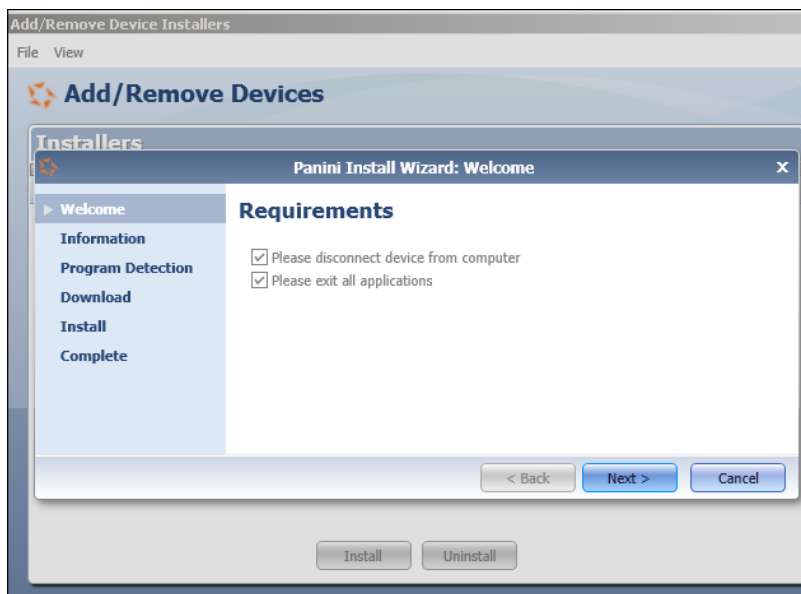 Add/Remove Device Installers
File View
Add/Remove Devices
Installers
Panini Install Wizard: Welcome
x
Welcome
Information
Program Detection
Download
Install
Complete
Requirements
Please disconnect device from computer
Please exit all applications
< Back
Next >
Cancel
Install
Uninstall